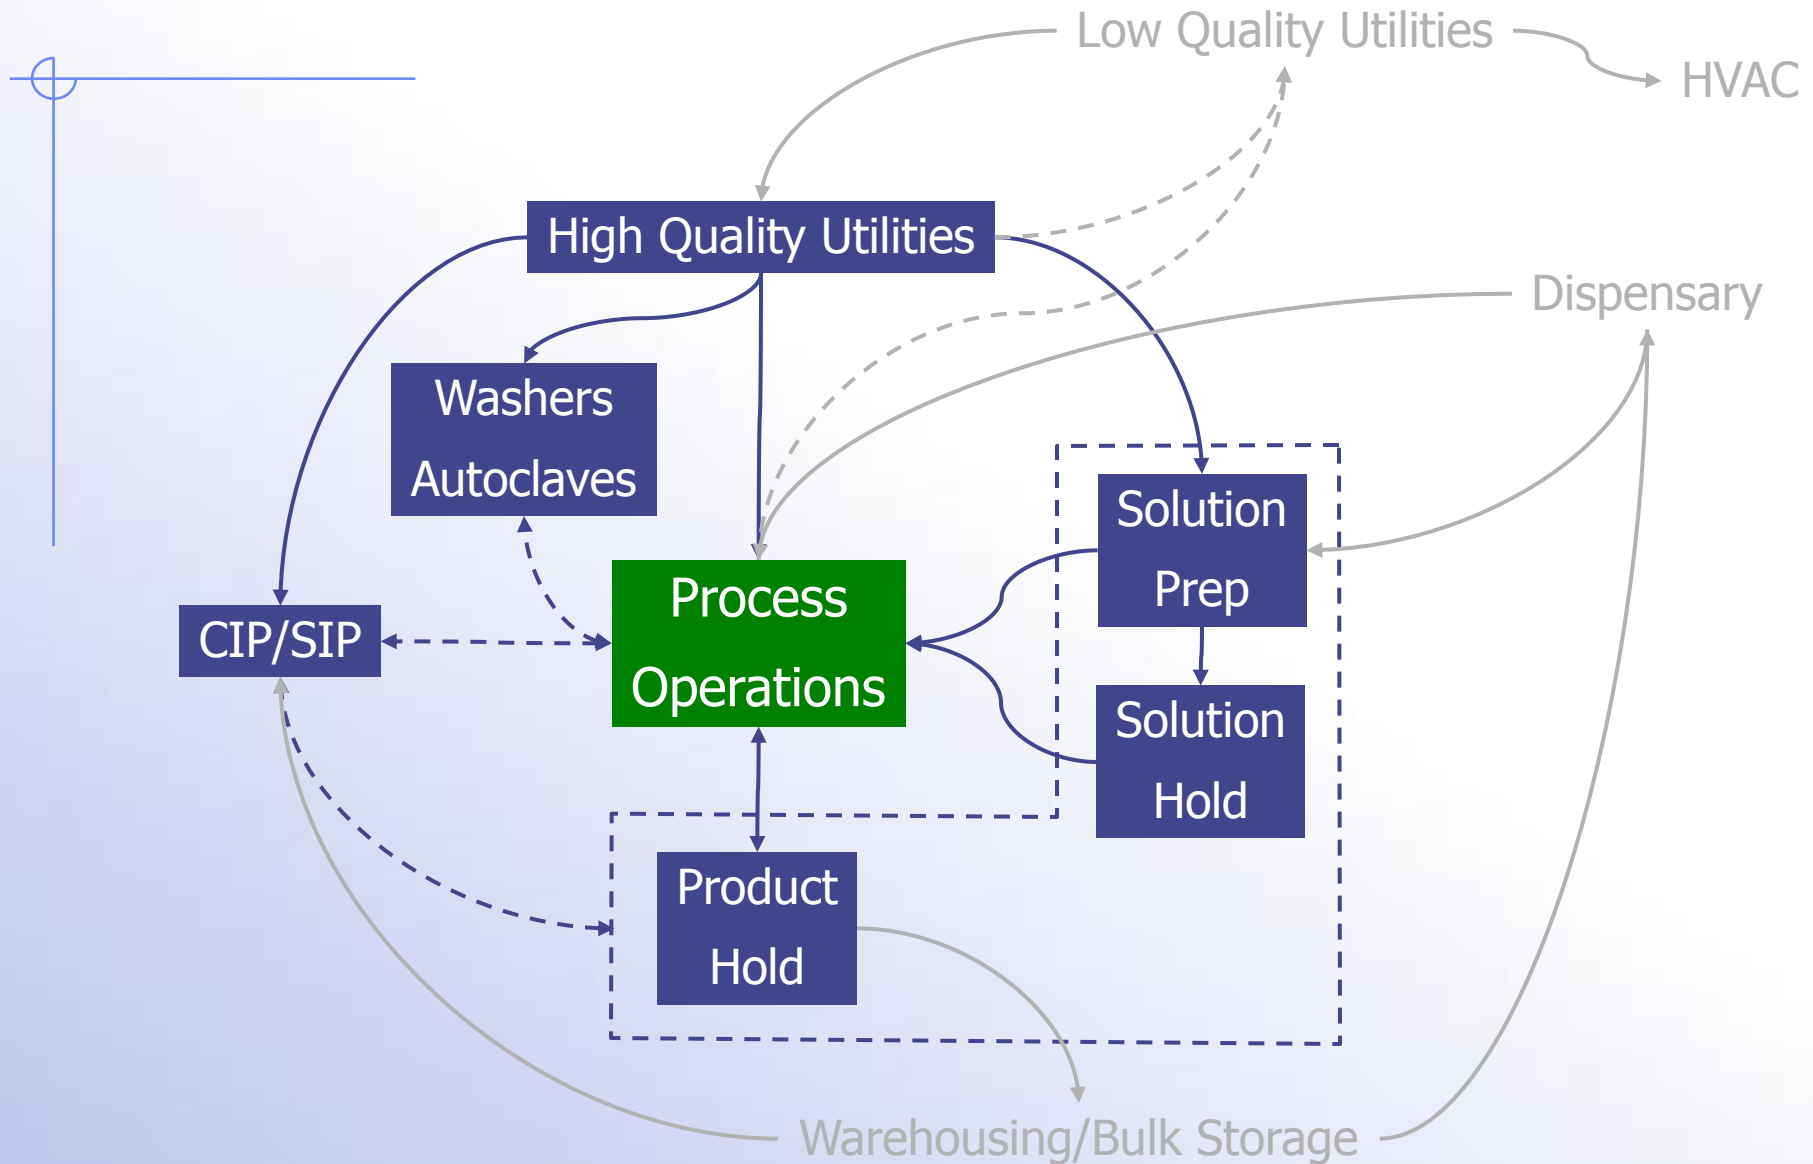 Low Quality Utilities
HVAC
High Quality Utilities
Dispensary
Washers
Autoclaves
Solution
Prep
Process
Operations
CIP/SIP
Solution
Hold
Product
Hold
Warehousing/Bulk Storage